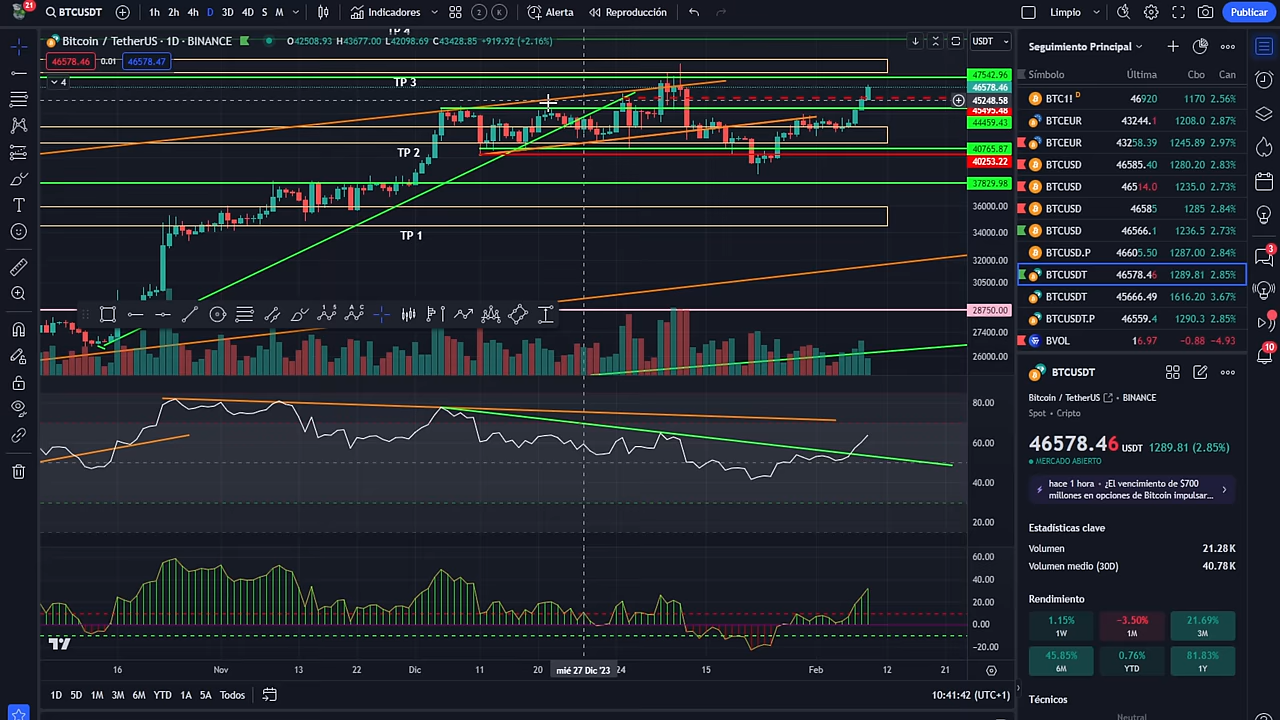 21
BTCUSDT
1h 2h 4h D 3D 4D S M
Indicadores
2 K
Alerta
Reproducción
Limpio
Publicar
Bitcoin / TetherUS · 1D · BINANCE
O42508.93 H43677.00 L42098.69 C43428.85 +919.92 (+2.16%)
46578.46 0.01 46578.47
4
TP 4
TP 3
TP 2
TP 1
USDT
47542.96
46578.46
45248.58
45495.48
44459.43
40765.87
40253.22
37829.98
36000.00
34000.00
32000.00
30500.00
28750.00
27400.00
26000.00
80.00
60.00
40.00
20.00
60.00
40.00
20.00
0.00
−20.00
16 Nov 13 22 Dic 11 20 mié 27 Dic '23 24 15 Feb 12 21
1D 5D 1M 3M 6M YTD 1A 5A Todos
10:41:42 (UTC+1)
Seguimiento Principal
Símbolo Última Cbo Can
BTC1! D 46920 1170 2.56%
BTCEUR 43244.1 1208.0 2.87%
BTCEUR 43258.39 1245.89 2.97%
BTCUSD 46585.40 1280.20 2.83%
BTCUSD 46514.0 1235.0 2.73%
BTCUSD 46585 1285 2.84%
BTCUSD 46566.1 1236.5 2.73%
BTCUSD.P 46605.50 1287.00 2.84%
BTCUSDT 46578.46 1289.81 2.85%
BTCUSDT 45666.49 1616.20 3.67%
BTCUSDT.P 46559.4 1290.3 2.85%
BVOL 16.97 −0.88 −4.93
BTCUSDT
Bitcoin / TetherUS · BINANCE
Spot · Cripto
46578.46 USDT 1289.81 (2.85%)
MERCADO ABIERTO
hace 1 hora · ¿El vencimiento de $700
millones en opciones de Bitcoin impulsar...
Estadísticas clave
Volumen 21.28K
Volumen medio (30D) 40.78K
Rendimiento
1.15% −3.50% 21.69%
1W 1M 3M
45.85% 0.76% 81.83%
6M YTD 1Y
Técnicos
Neutral
3
10